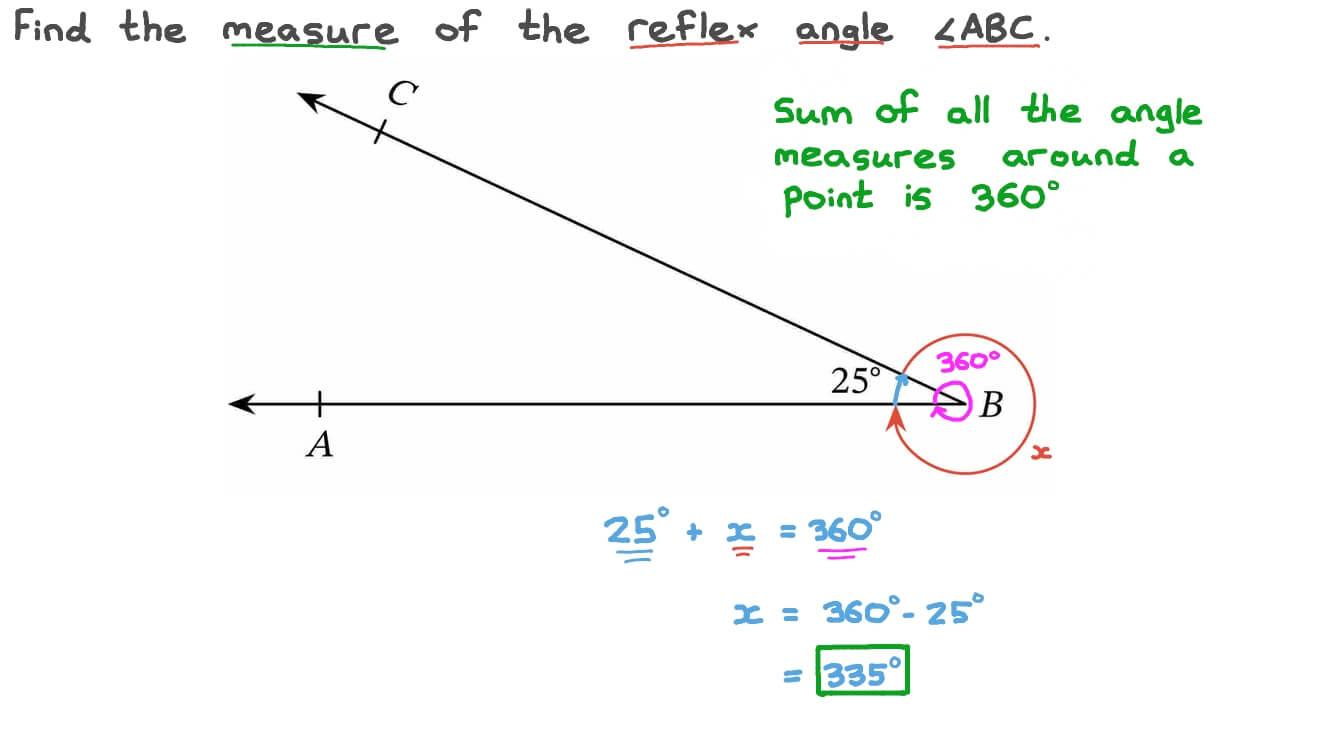 Find the measure of the reflex angle ∠ABC.
C
Sum of all the angle
measures around a
point is 360°
360°
25°
B
A
x
25° + x = 360°
x = 360° - 25°
= 335°